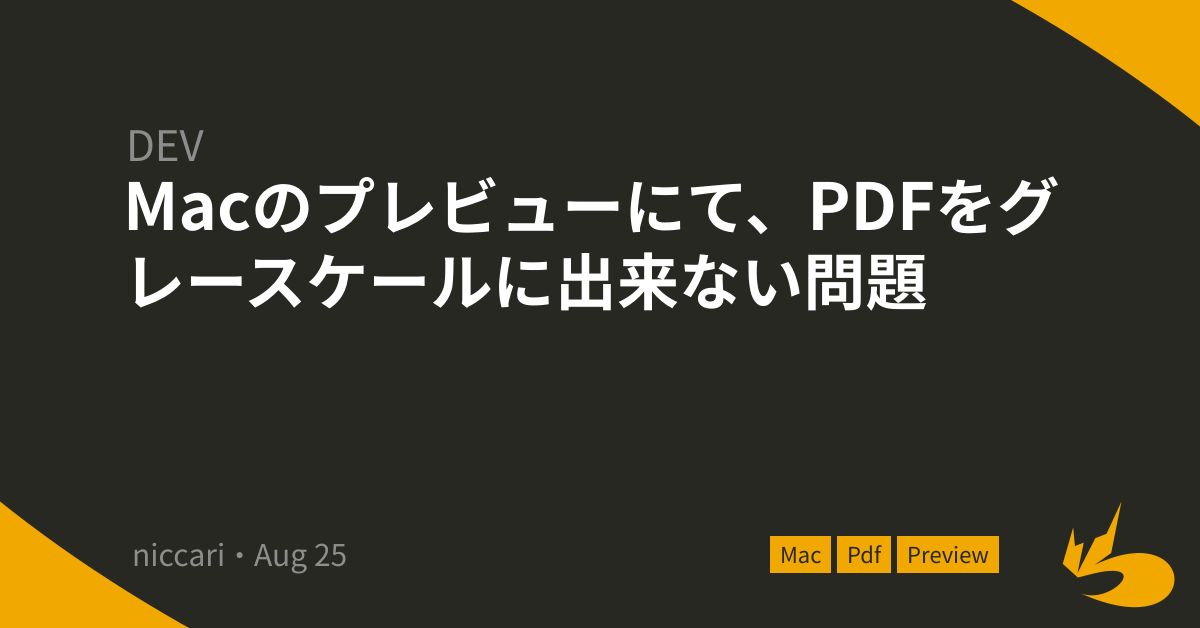 DEV
Macのプレビューにて、PDFをグ
レースケールに出来ない問題
niccari・Aug 25
Mac Pdf Preview